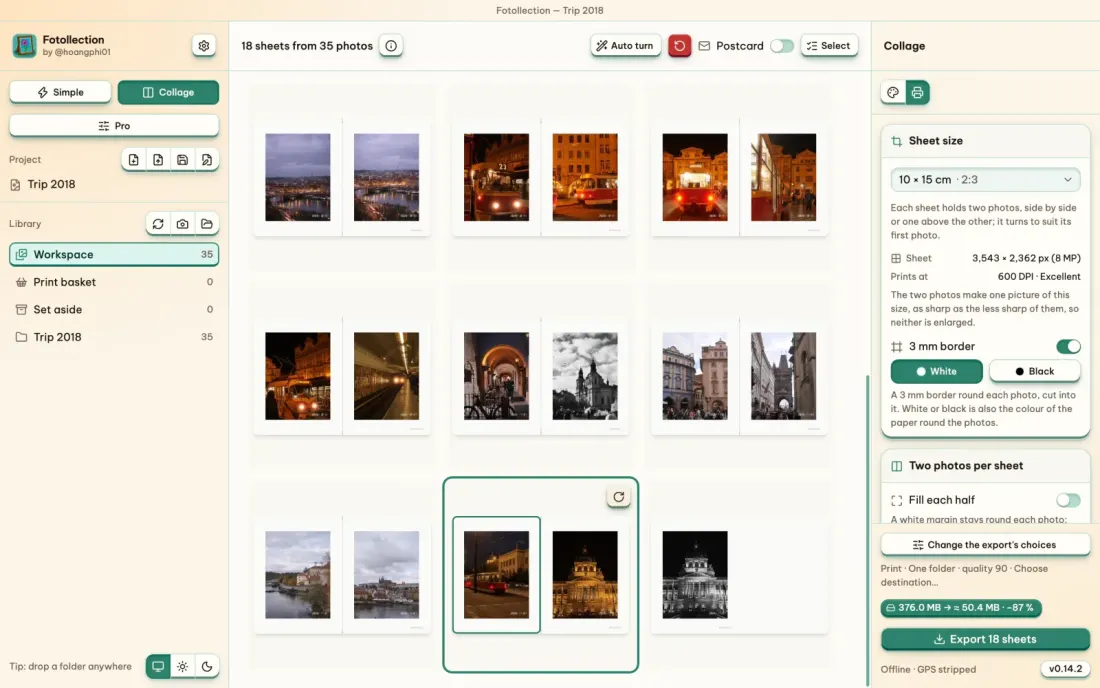 Fotollection — Trip 2018
Fotollection
by @hoangphi01
Simple
Collage
Pro
Project
Trip 2018
Library
Workspace 35
Print basket 0
Set aside 0
Trip 2018 35
Tip: drop a folder anywhere
18 sheets from 35 photos
Auto turn
Postcard
Select
Collage
Sheet size
10 × 15 cm · 2:3
Each sheet holds two photos, side by side
or one above the other; it turns to suit its
first photo.
Sheet 3,543 × 2,362 px (8 MP)
Prints at 600 DPI · Excellent
The two photos make one picture of this
size, as sharp as the less sharp of them, so
neither is enlarged.
3 mm border
White
Black
A 3 mm border round each photo, cut into
it. White or black is also the colour of the
paper round the photos.
Two photos per sheet
Fill each half
A white margin stays round each photo:
Change the export's choices
Print · One folder · quality 90 · Choose
destination…
376.0 MB → ≈ 50.4 MB · −87 %
Export 18 sheets
Offline · GPS stripped
v0.14.2